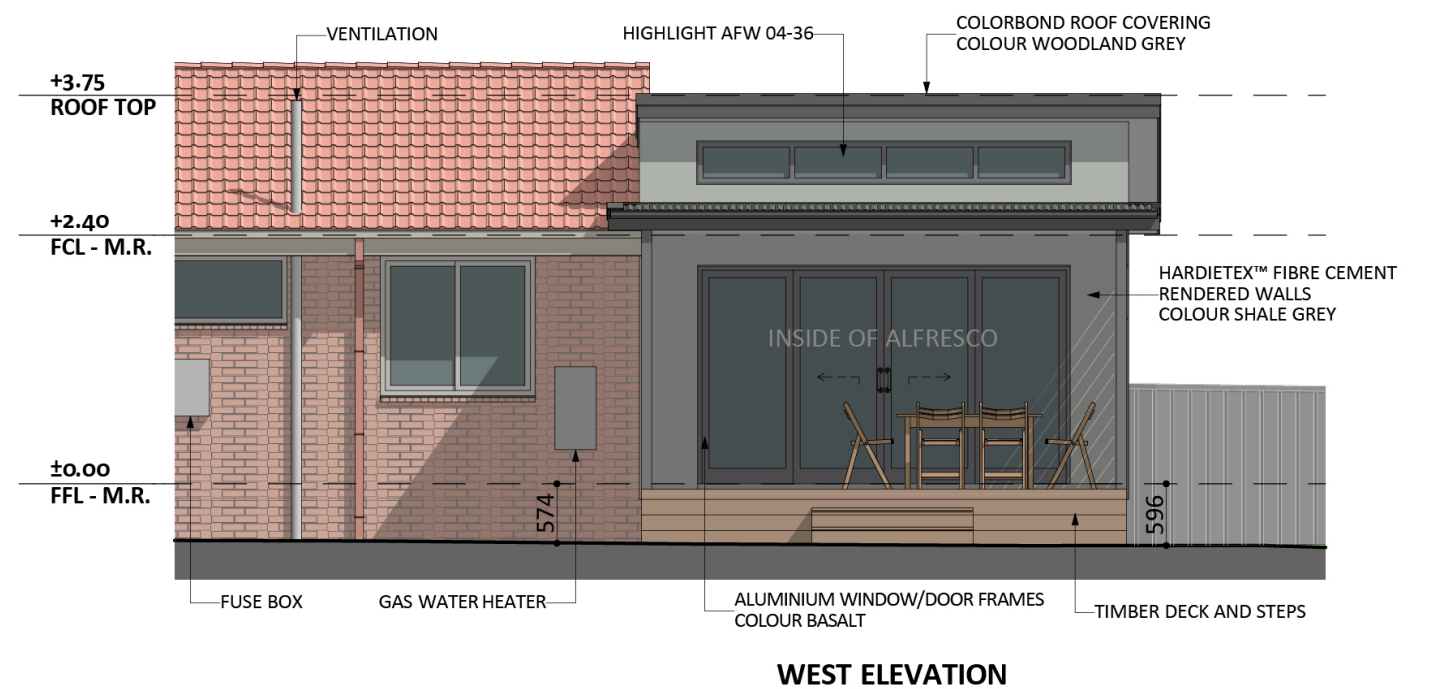 VENTILATION
HIGHLIGHT AFW 04-36
COLORBOND ROOF COVERING
COLOUR WOODLAND GREY
+3.75
ROOF TOP
+2.40
FCL - M.R.
HARDIETEX™ FIBRE CEMENT
RENDERED WALLS
COLOUR SHALE GREY
INSIDE OF ALFRESCO
±0.00
FFL - M.R.
574
596
FUSE BOX
GAS WATER HEATER
ALUMINIUM WINDOW/DOOR FRAMES
COLOUR BASALT
TIMBER DECK AND STEPS
WEST ELEVATION